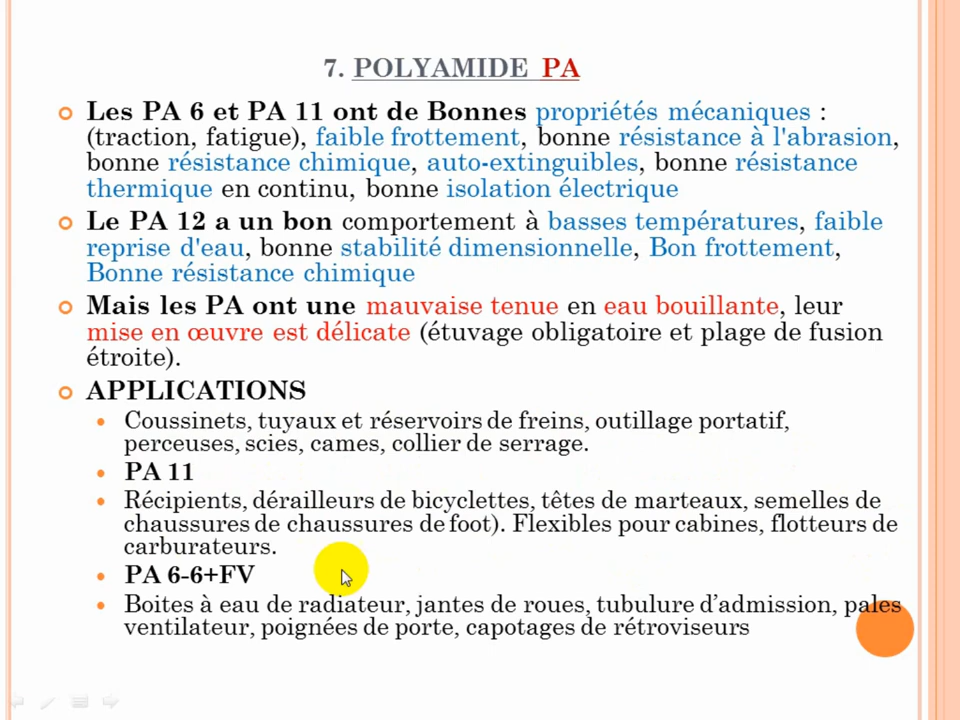 7. POLYAMIDE PA
Les PA 6 et PA 11 ont de Bonnes propriétés mécaniques :
(traction, fatigue), faible frottement, bonne résistance à l'abrasion,
bonne résistance chimique, auto-extinguibles, bonne résistance
thermique en continu, bonne isolation électrique
Le PA 12 a un bon comportement à basses températures, faible
reprise d'eau, bonne stabilité dimensionnelle, Bon frottement,
Bonne résistance chimique
Mais les PA ont une mauvaise tenue en eau bouillante, leur
mise en œuvre est délicate (étuvage obligatoire et plage de fusion
étroite).
APPLICATIONS
Coussinets, tuyaux et réservoirs de freins, outillage portatif,
perceuses, scies, cames, collier de serrage.
PA 11
Récipients, dérailleurs de bicyclettes, têtes de marteaux, semelles de
chaussures de chaussures de foot). Flexibles pour cabines, flotteurs de
carburateurs.
PA 6-6+FV
Boites à eau de radiateur, jantes de roues, tubulure d’admission, pales
ventilateur, poignées de porte, capotages de rétroviseurs